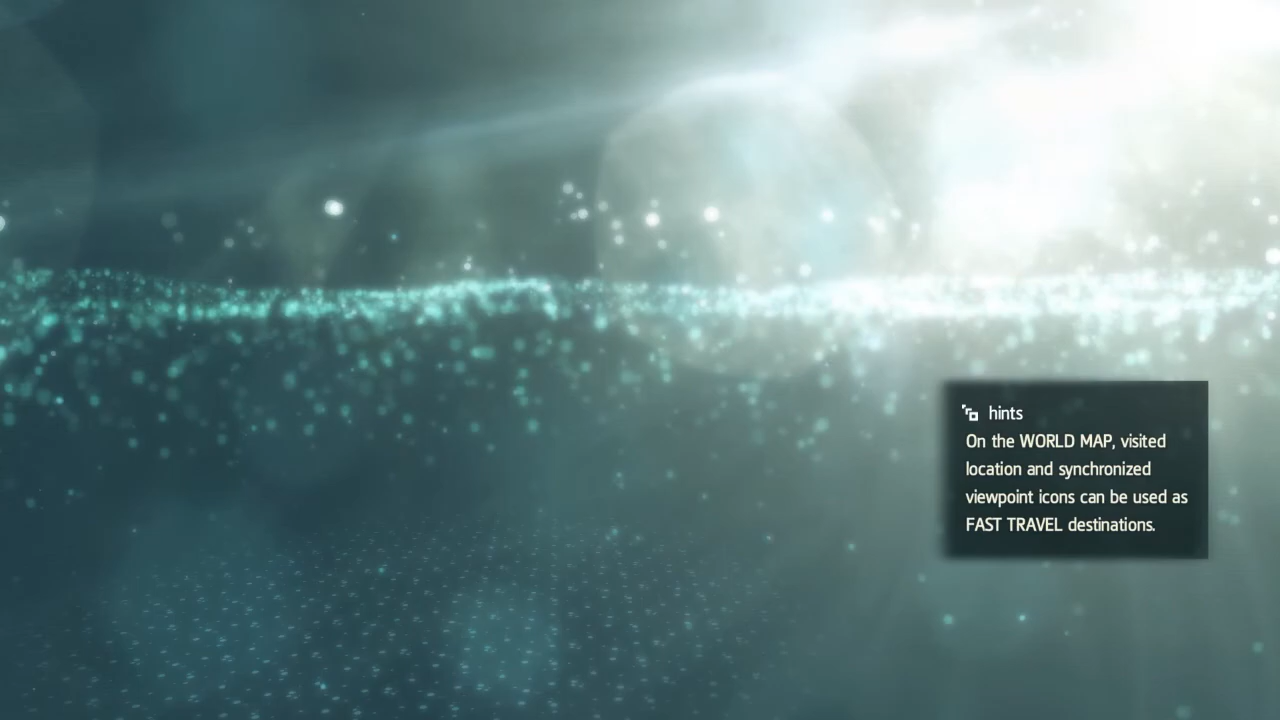 hints
On the WORLD MAP, visited
location and synchronized
viewpoint icons can be used as
FAST TRAVEL destinations.